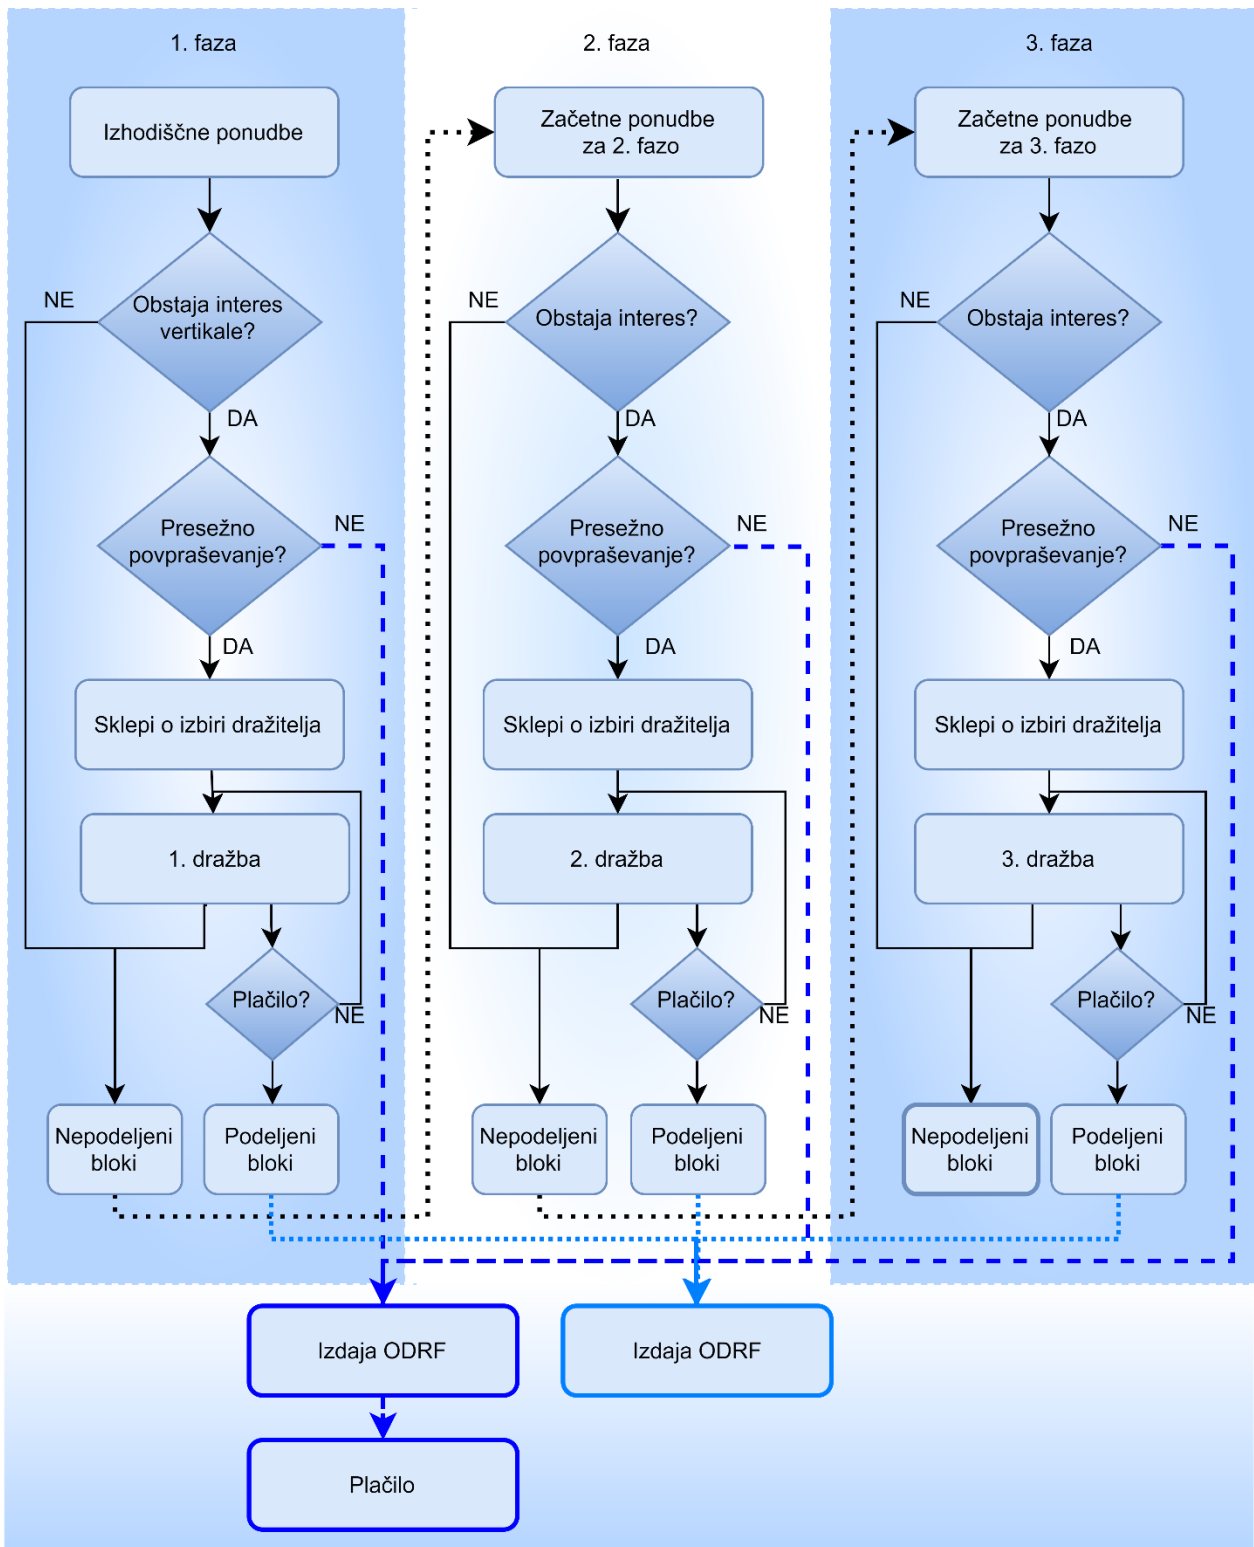 1. faza
Izhodiščne ponudbe
Obstaja interes
vertikale?
NE
DA
Presežno
povpraševanje?
NE
DA
Sklepi o izbiri dražitelja
1. dražba
Plačilo?
NE
Nepodeljeni
bloki
Podeljeni
bloki
2. faza
Začetne ponudbe
za 2. fazo
Obstaja interes?
NE
DA
Presežno
povpraševanje?
NE
DA
Sklepi o izbiri dražitelja
2. dražba
Plačilo?
NE
Nepodeljeni
bloki
Podeljeni
bloki
3. faza
Začetne ponudbe
za 3. fazo
Obstaja interes?
NE
DA
Presežno
povpraševanje?
NE
DA
Sklepi o izbiri dražitelja
3. dražba
Plačilo?
NE
Nepodeljeni
bloki
Podeljeni
bloki
Izdaja ODRF
Izdaja ODRF
Plačilo